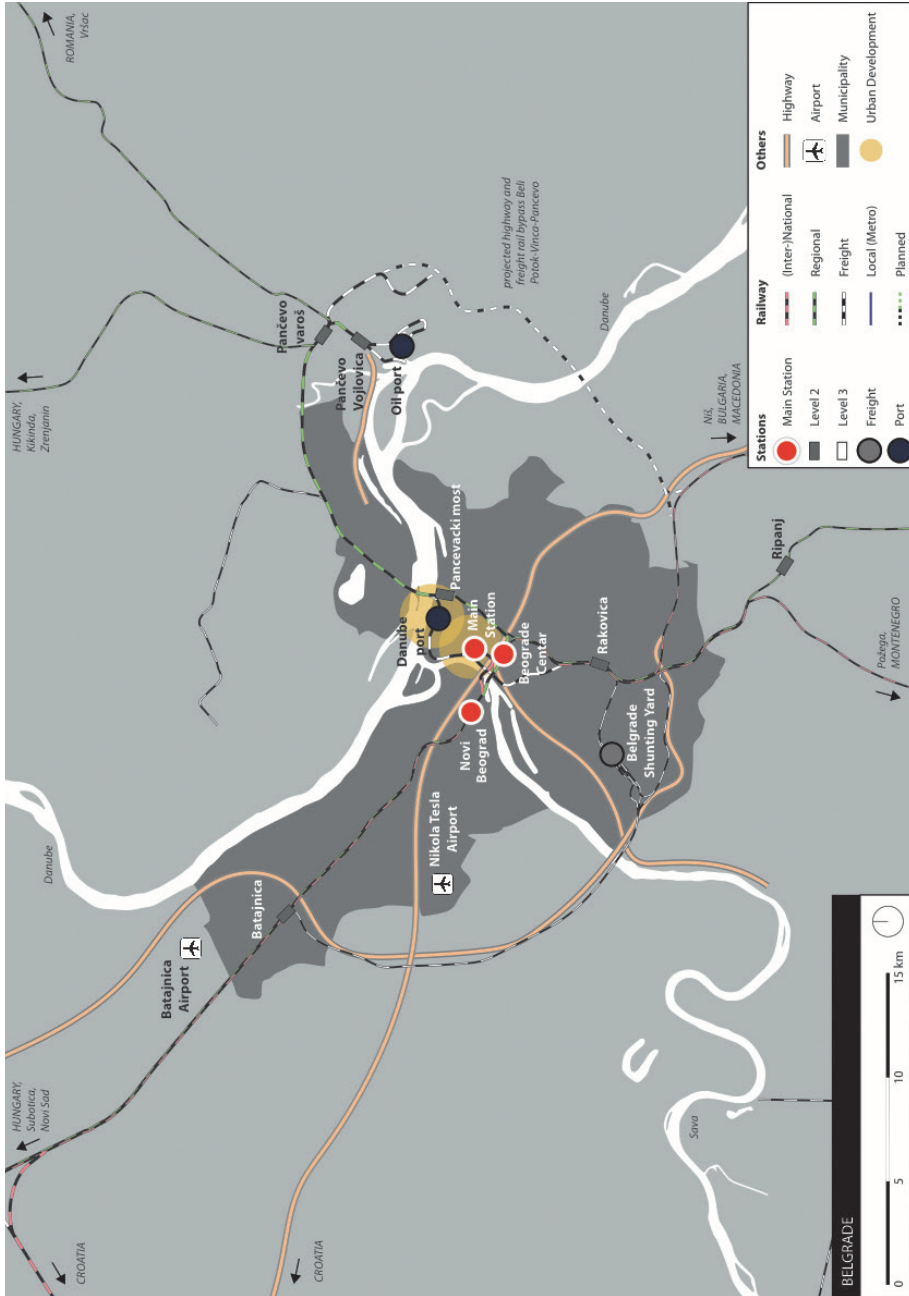 HUNGARY,
Subotica,
Novi Sad
CROATIA
CROATIA
Batajnica
Airport
Batajnica
Danube
Nikola Tesla
Airport
Novi
Beograd
Danube
port
Main
Station
Beograde
Centar
Pancevacki most
Rakovica
Belgrade
Shunting Yard
Ripanj
Požega,
MONTENEGRO
Niš,
BULGARIA,
MACEDONIA
HUNGARY,
Kikinda,
Zrenjanin
ROMANIA,
Vršac
Pančevo
varoš
Pančevo
Vojlovica
Oil port
projected highway and
freight rail bypass Beli
Potok-Vinca-Pancevo
Danube
Sava
BELGRADE
0 5 10 15 km
Stations
Main Station
Level 2
Level 3
Freight
Port
Railway
(Inter-)National
Regional
Freight
Local (Metro)
Planned
Others
Highway
Airport
Municipality
Urban Development